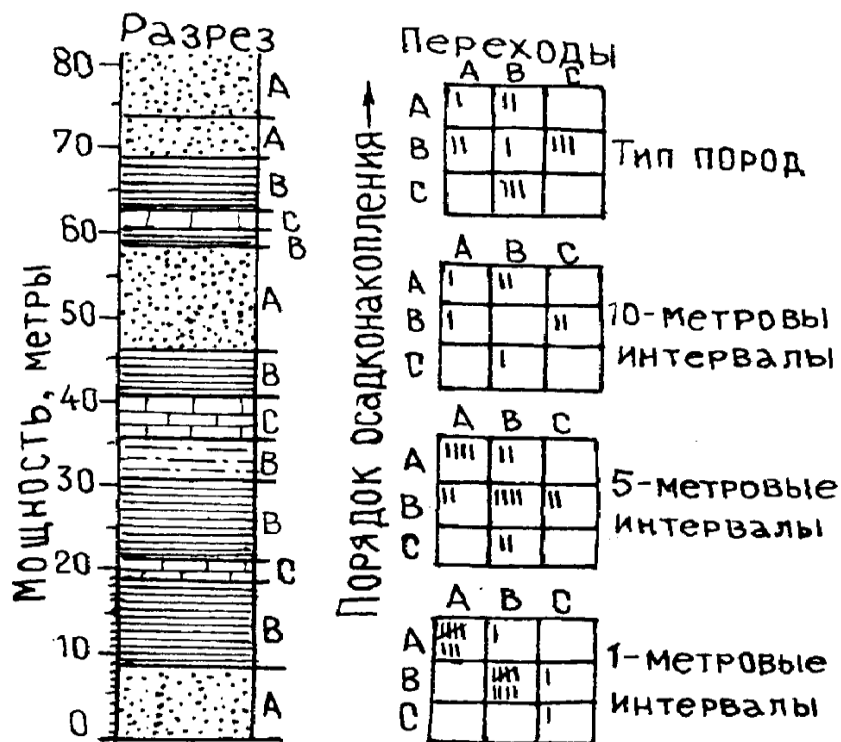 Разрез
80
70
60
50
40
30
20
10
0
Мощность, метры
A
A
B
C
B
A
B
C
B
B
C
B
A
Порядок осадконакопления
Переходы
A B C
A
B
C
Тип пород
A B C
A
B
C
10-метровы
интервалы
A B C
A
B
C
5-метровые
интервалы
A B C
A
B
C
1-метровые
интервалы